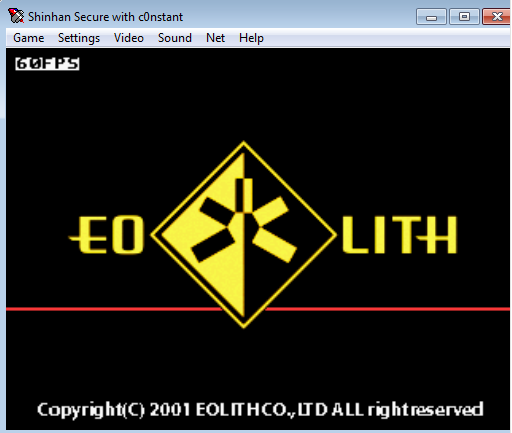 Shinhan Secure with c0nstant
Game Settings Video Sound Net Help
60FPS
EO LITH
Copyright(C) 2001 EOLITH CO.,LTD ALL right reserved